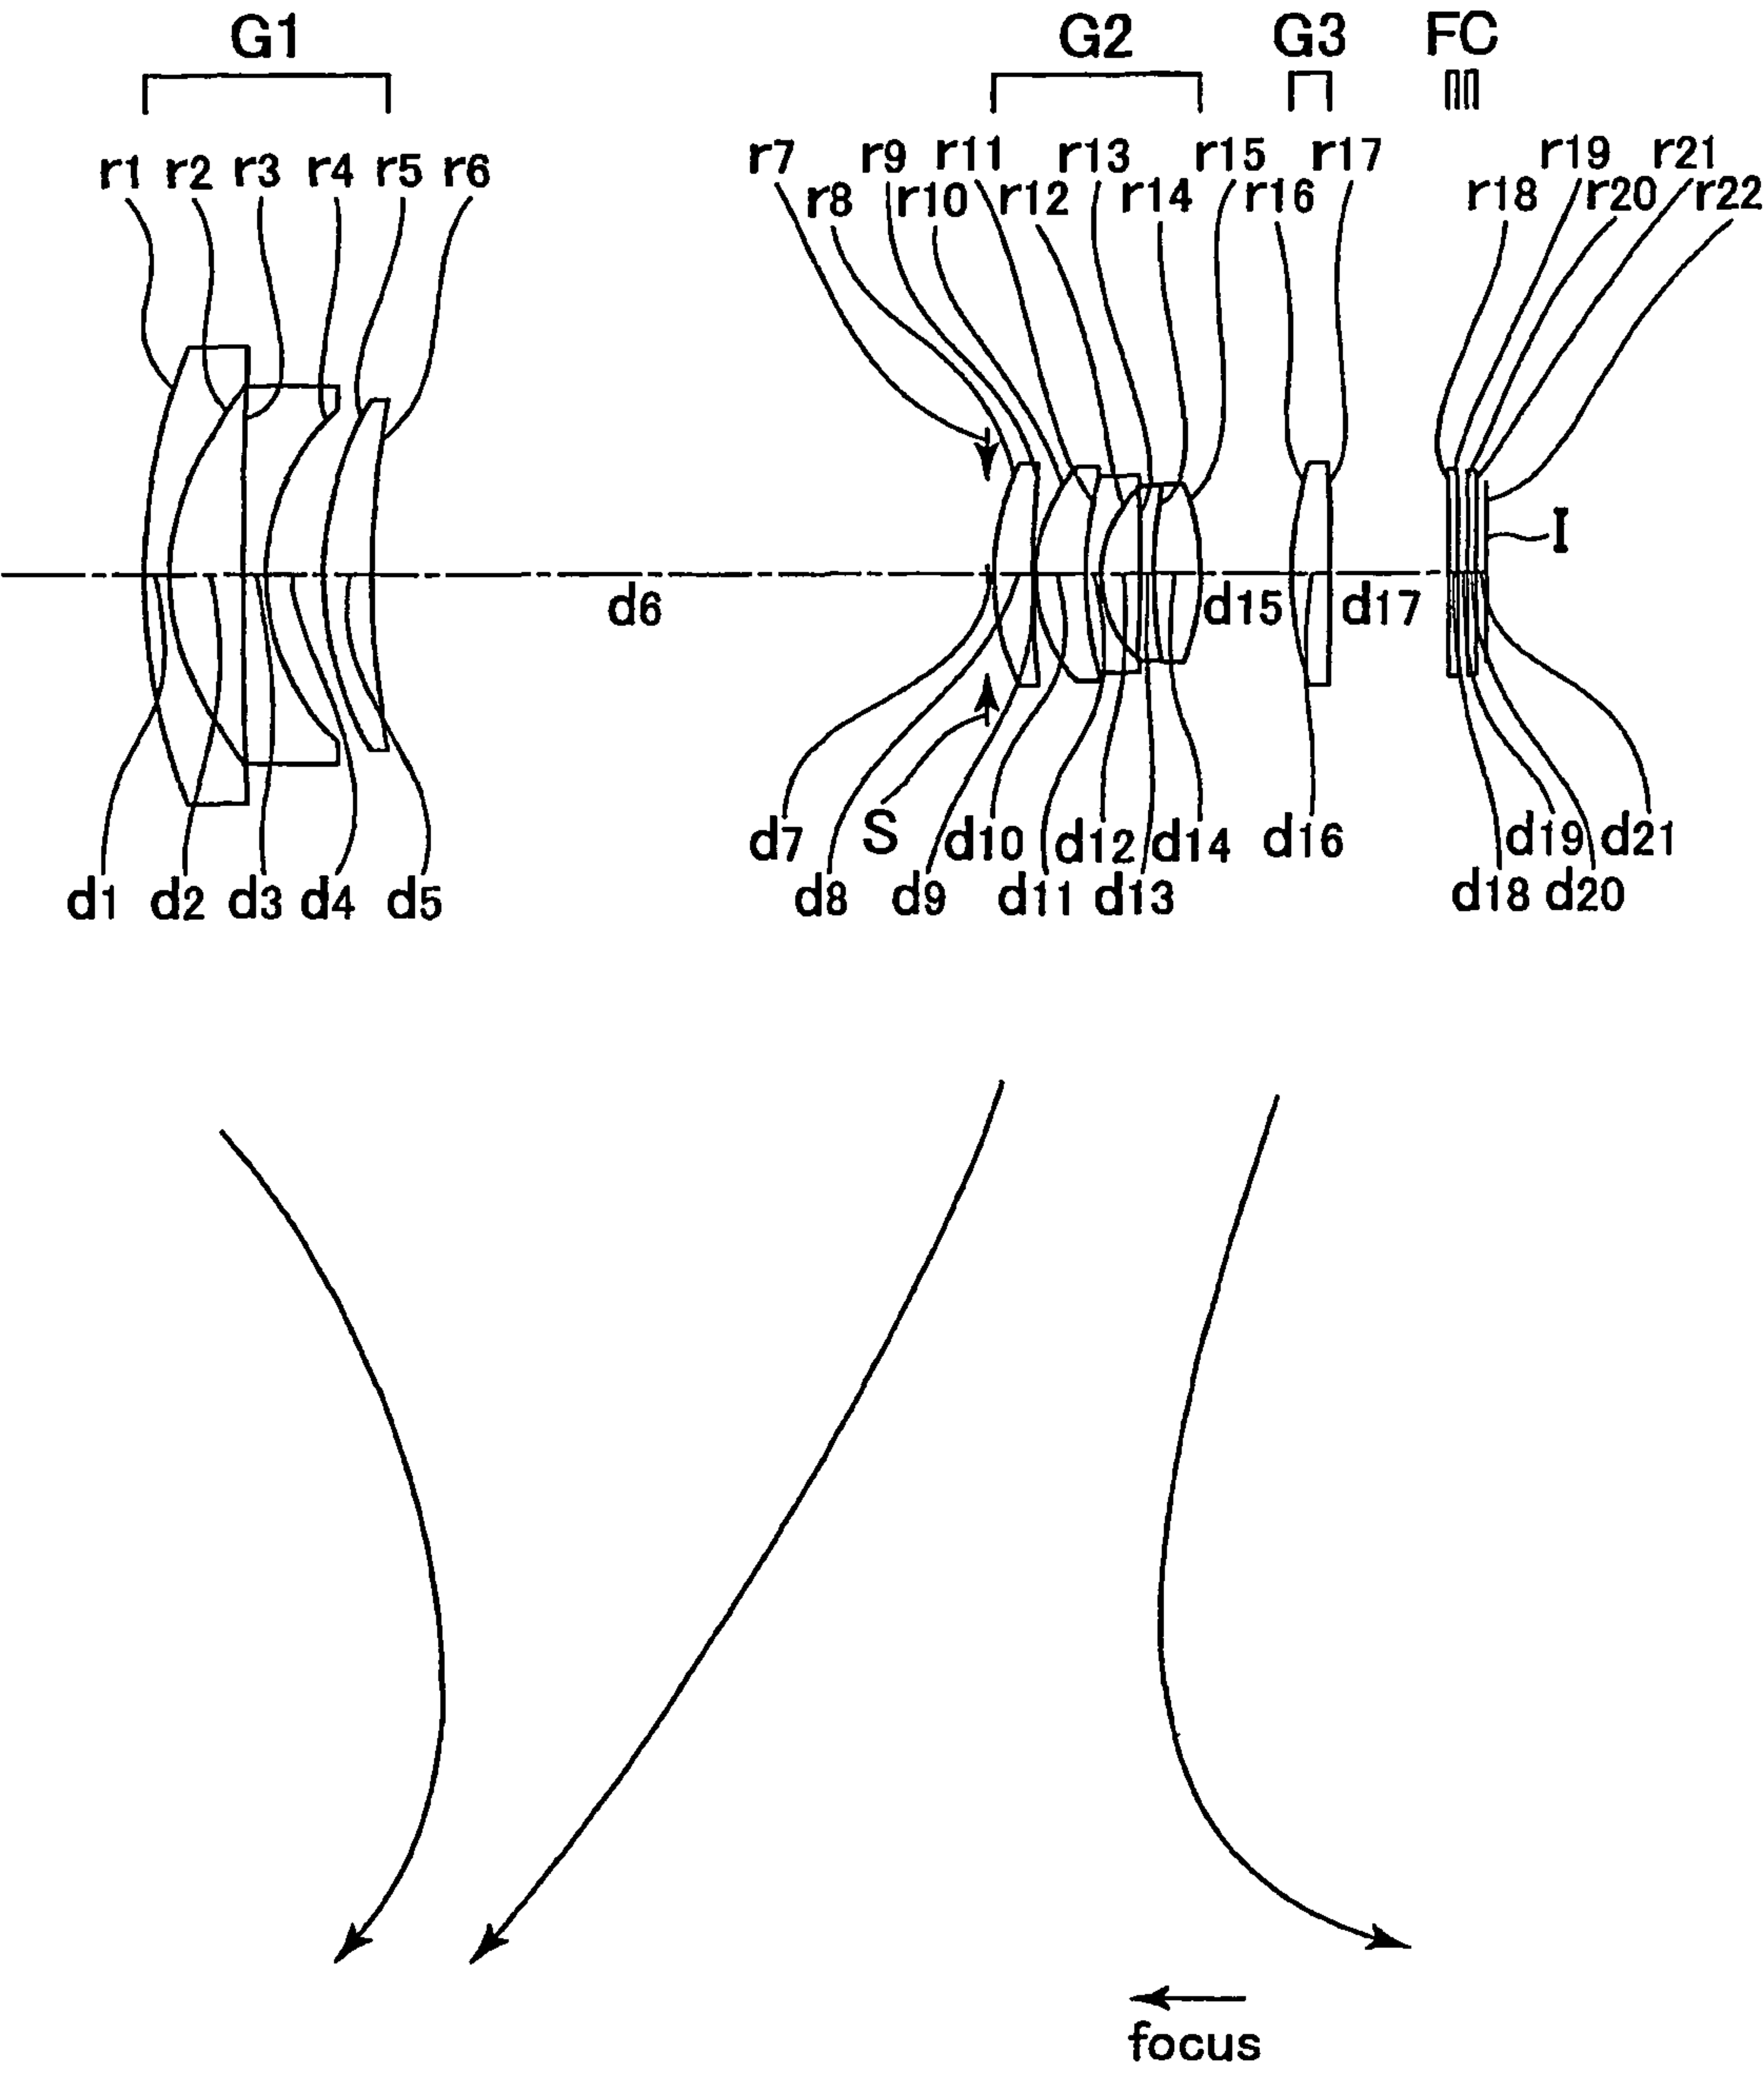 G1 G2 G3 FC
r7 r9 r11 r13 r15 r17 r19 r21
r1 r2 r3 r4 r5 r6 r8 r10 r12 r14 r16 r18 r20 r22
I
d6 d15 d17
d7 S d10 d12 d14 d16 d19 d21
d1 d2 d3 d4 d5 d8 d9 d11 d13 d18 d20
focus